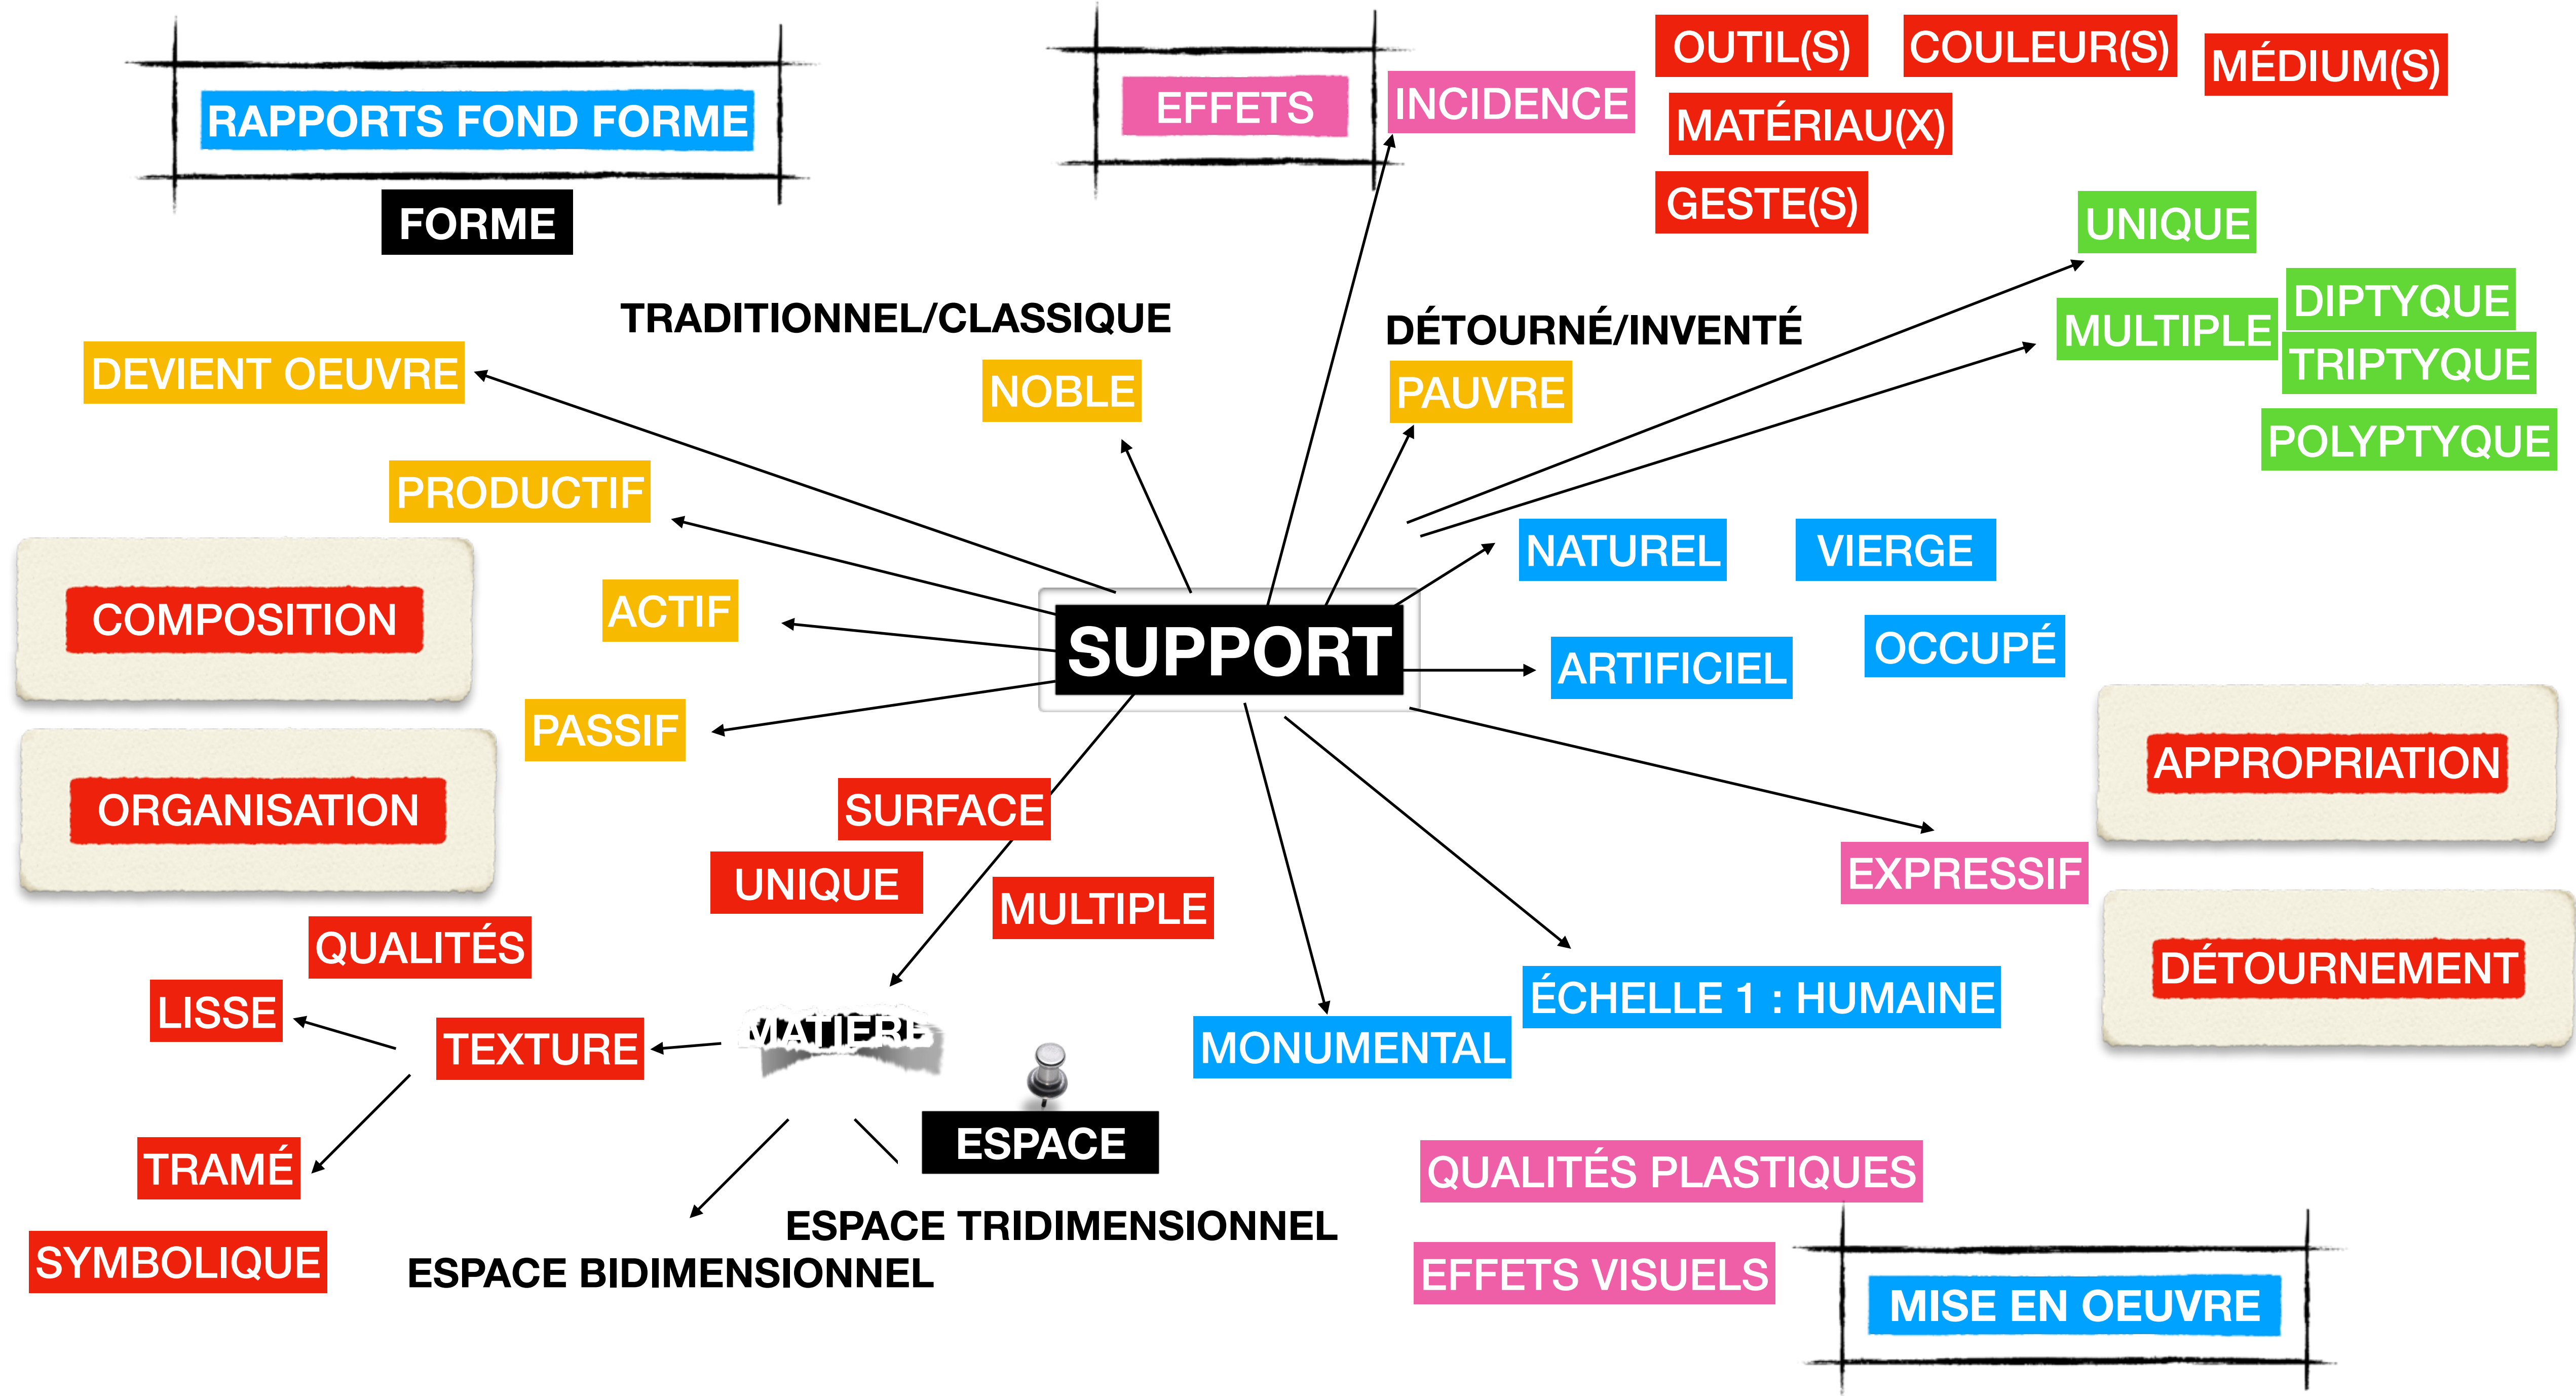 RAPPORTS FOND FORME
FORME
EFFETS
INCIDENCE
OUTIL(S)
COULEUR(S)
MÉDIUM(S)
MATÉRIAU(X)
GESTE(S)
UNIQUE
MULTIPLE
DIPTYQUE
TRIPTYQUE
POLYPTYQUE
TRADITIONNEL/CLASSIQUE
DÉTOURNÉ/INVENTÉ
DEVIENT OEUVRE
NOBLE
PAUVRE
PRODUCTIF
NATUREL
VIERGE
COMPOSITION
ACTIF
SUPPORT
ARTIFICIEL
OCCUPÉ
PASSIF
ORGANISATION
SURFACE
APPROPRIATION
UNIQUE
MULTIPLE
EXPRESSIF
QUALITÉS
LISSE
TEXTURE
MATIERE
MONUMENTAL
ÉCHELLE 1 : HUMAINE
DÉTOURNEMENT
ESPACE
TRAMÉ
SYMBOLIQUE
ESPACE TRIDIMENSIONNEL
ESPACE BIDIMENSIONNEL
QUALITÉS PLASTIQUES
EFFETS VISUELS
MISE EN OEUVRE